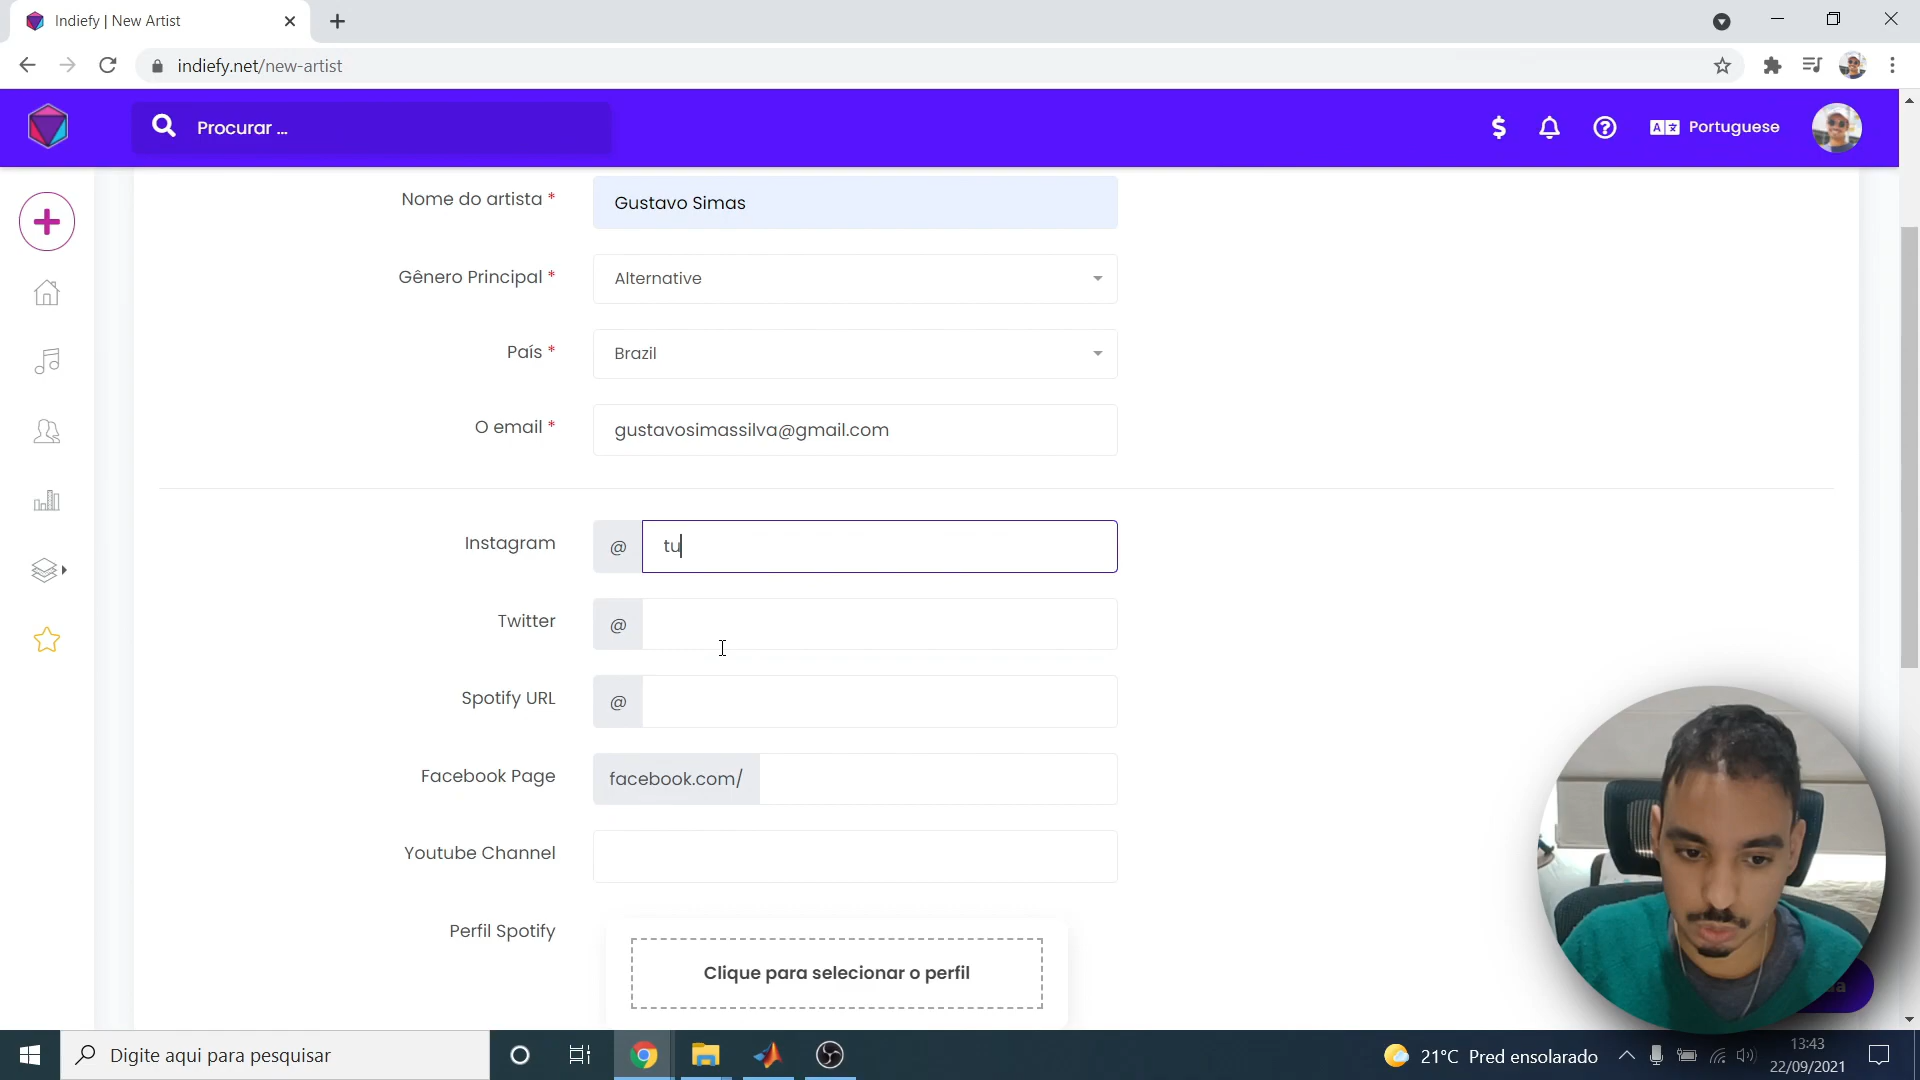 Indiefy | New Artist
indiefy.net/new-artist
Procurar ...
Portuguese
Nome do artista *
Gustavo Simas
Gênero Principal *
Alternative
País *
Brazil
O email *
gustavosimassilva@gmail.com
Instagram
@
tu
Twitter
@
Spotify URL
@
Facebook Page
facebook.com/
Youtube Channel
Perfil Spotify
Clique para selecionar o perfil
Digite aqui para pesquisar
21°C Pred ensolarado
13:43
22/09/2021